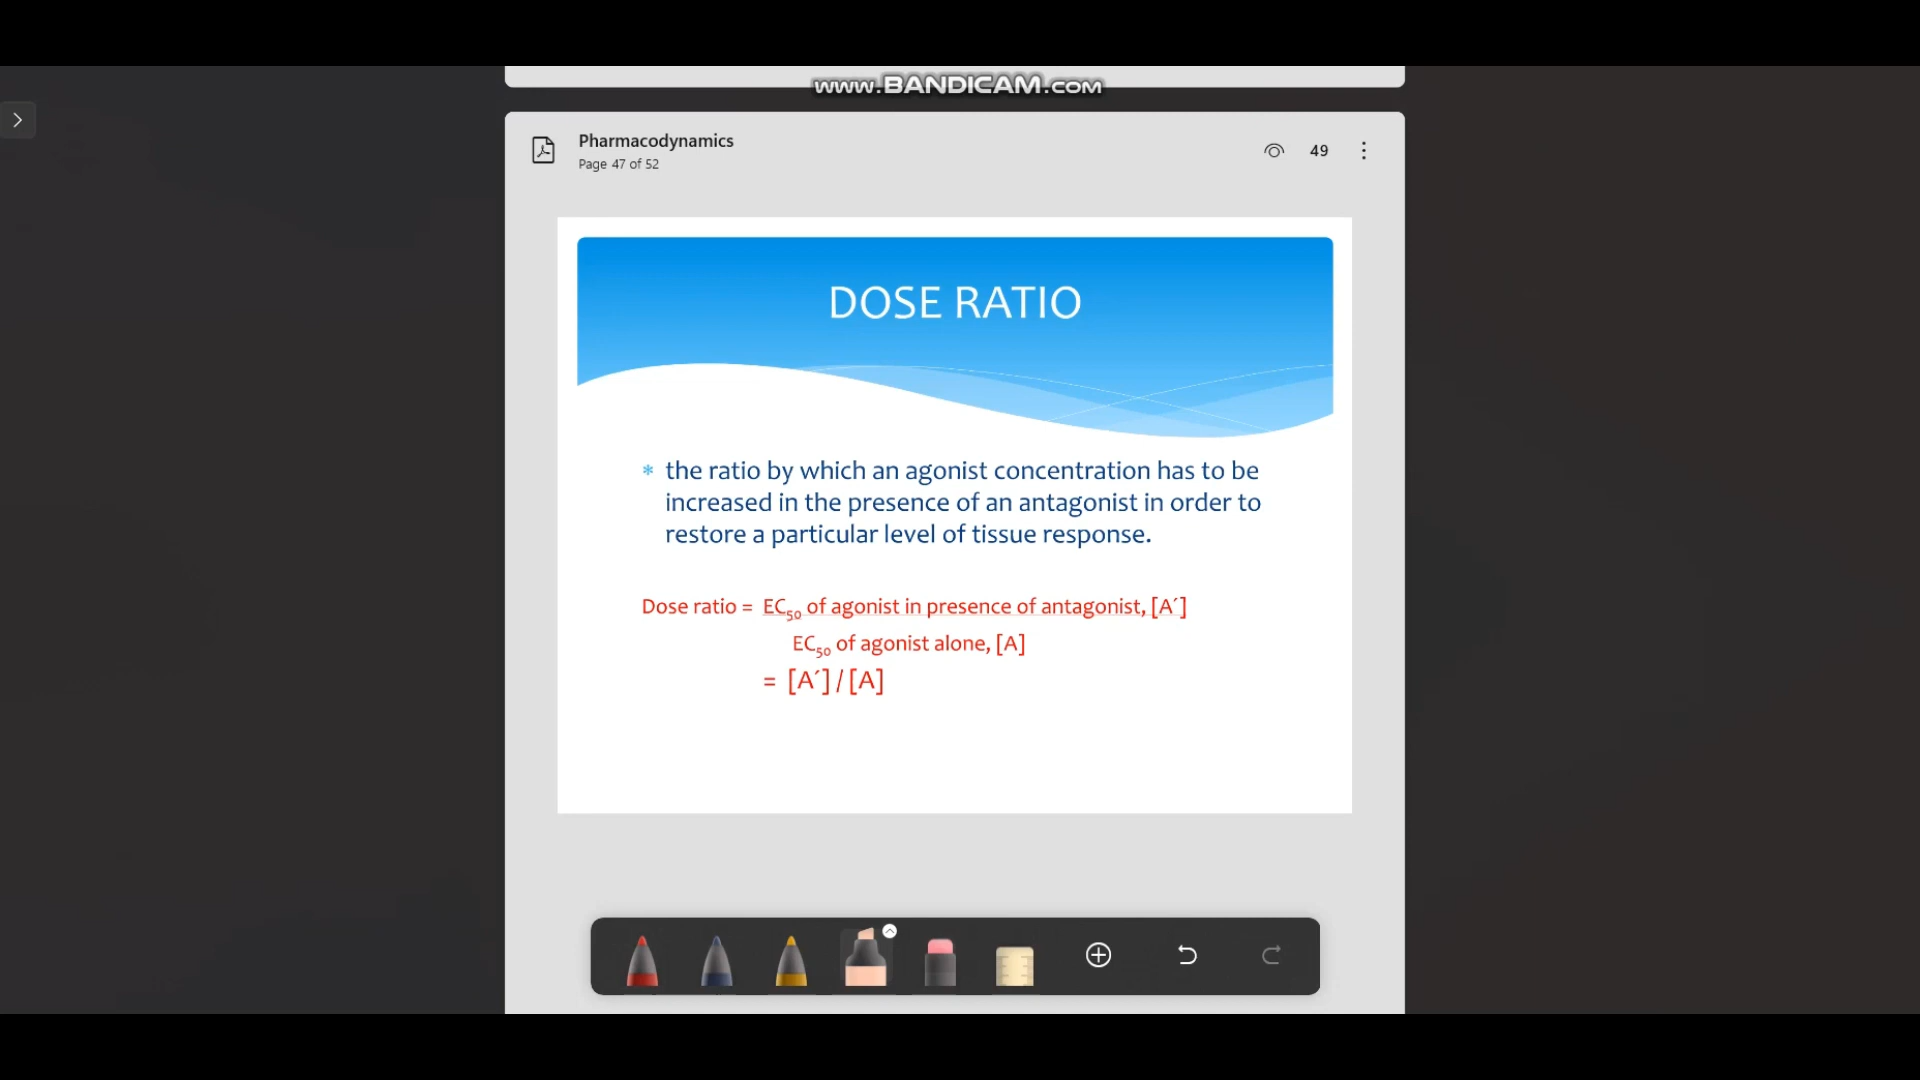 www.BANDICAM.com
Pharmacodynamics
Page 47 of 52
49
DOSE RATIO
* the ratio by which an agonist concentration has to be
increased in the presence of an antagonist in order to
restore a particular level of tissue response.
Dose ratio = EC₅₀ of agonist in presence of antagonist, [A´]
EC₅₀ of agonist alone, [A]
= [A´] / [A]